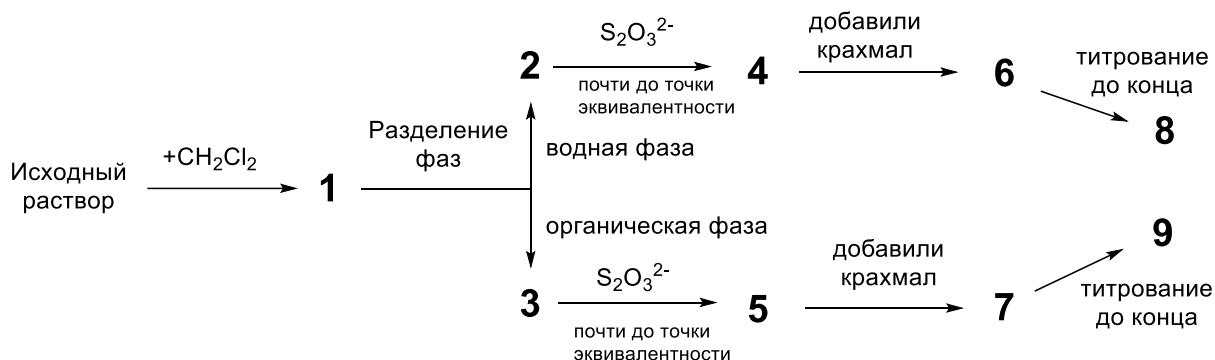 Исходный
раствор
+CH₂Cl₂
1
Разделение
фаз
водная фаза
органическая фаза
2
S₂O₃²⁻
почти до точки
эквивалентности
4
добавили
крахмал
6
титрование
до конца
8
3
S₂O₃²⁻
почти до точки
эквивалентности
5
добавили
крахмал
7
титрование
до конца
9